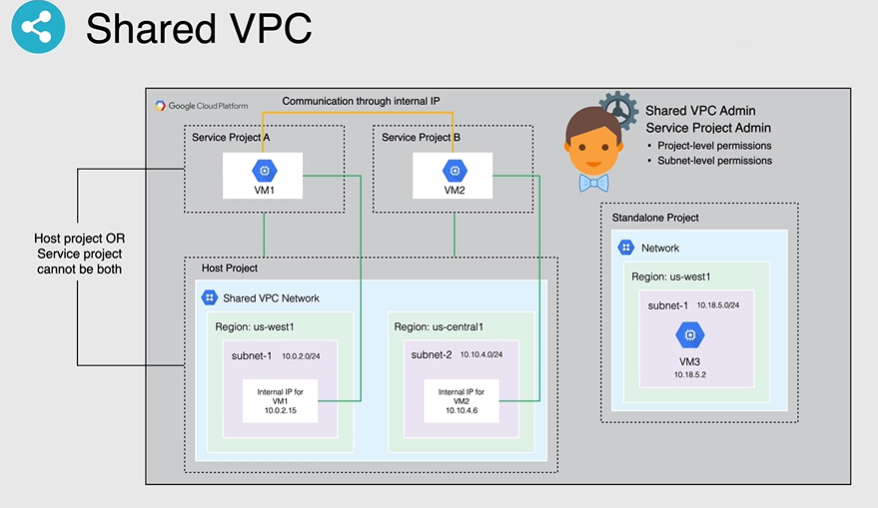 Shared VPC
Google Cloud Platform
Communication through internal IP
Shared VPC Admin
Service Project Admin
• Project-level permissions
• Subnet-level permissions
Service Project A
VM1
Service Project B
VM2
Host project OR
Service project
cannot be both
Host Project
Shared VPC Network
Region: us-west1
subnet-1 10.0.2.0/24
Internal IP for
VM1
10.0.2.15
Region: us-central1
subnet-2 10.10.4.0/24
Internal IP for
VM2
10.10.4.6
Standalone Project
Network
Region: us-west1
subnet-1 10.18.5.0/24
VM3
10.18.5.2